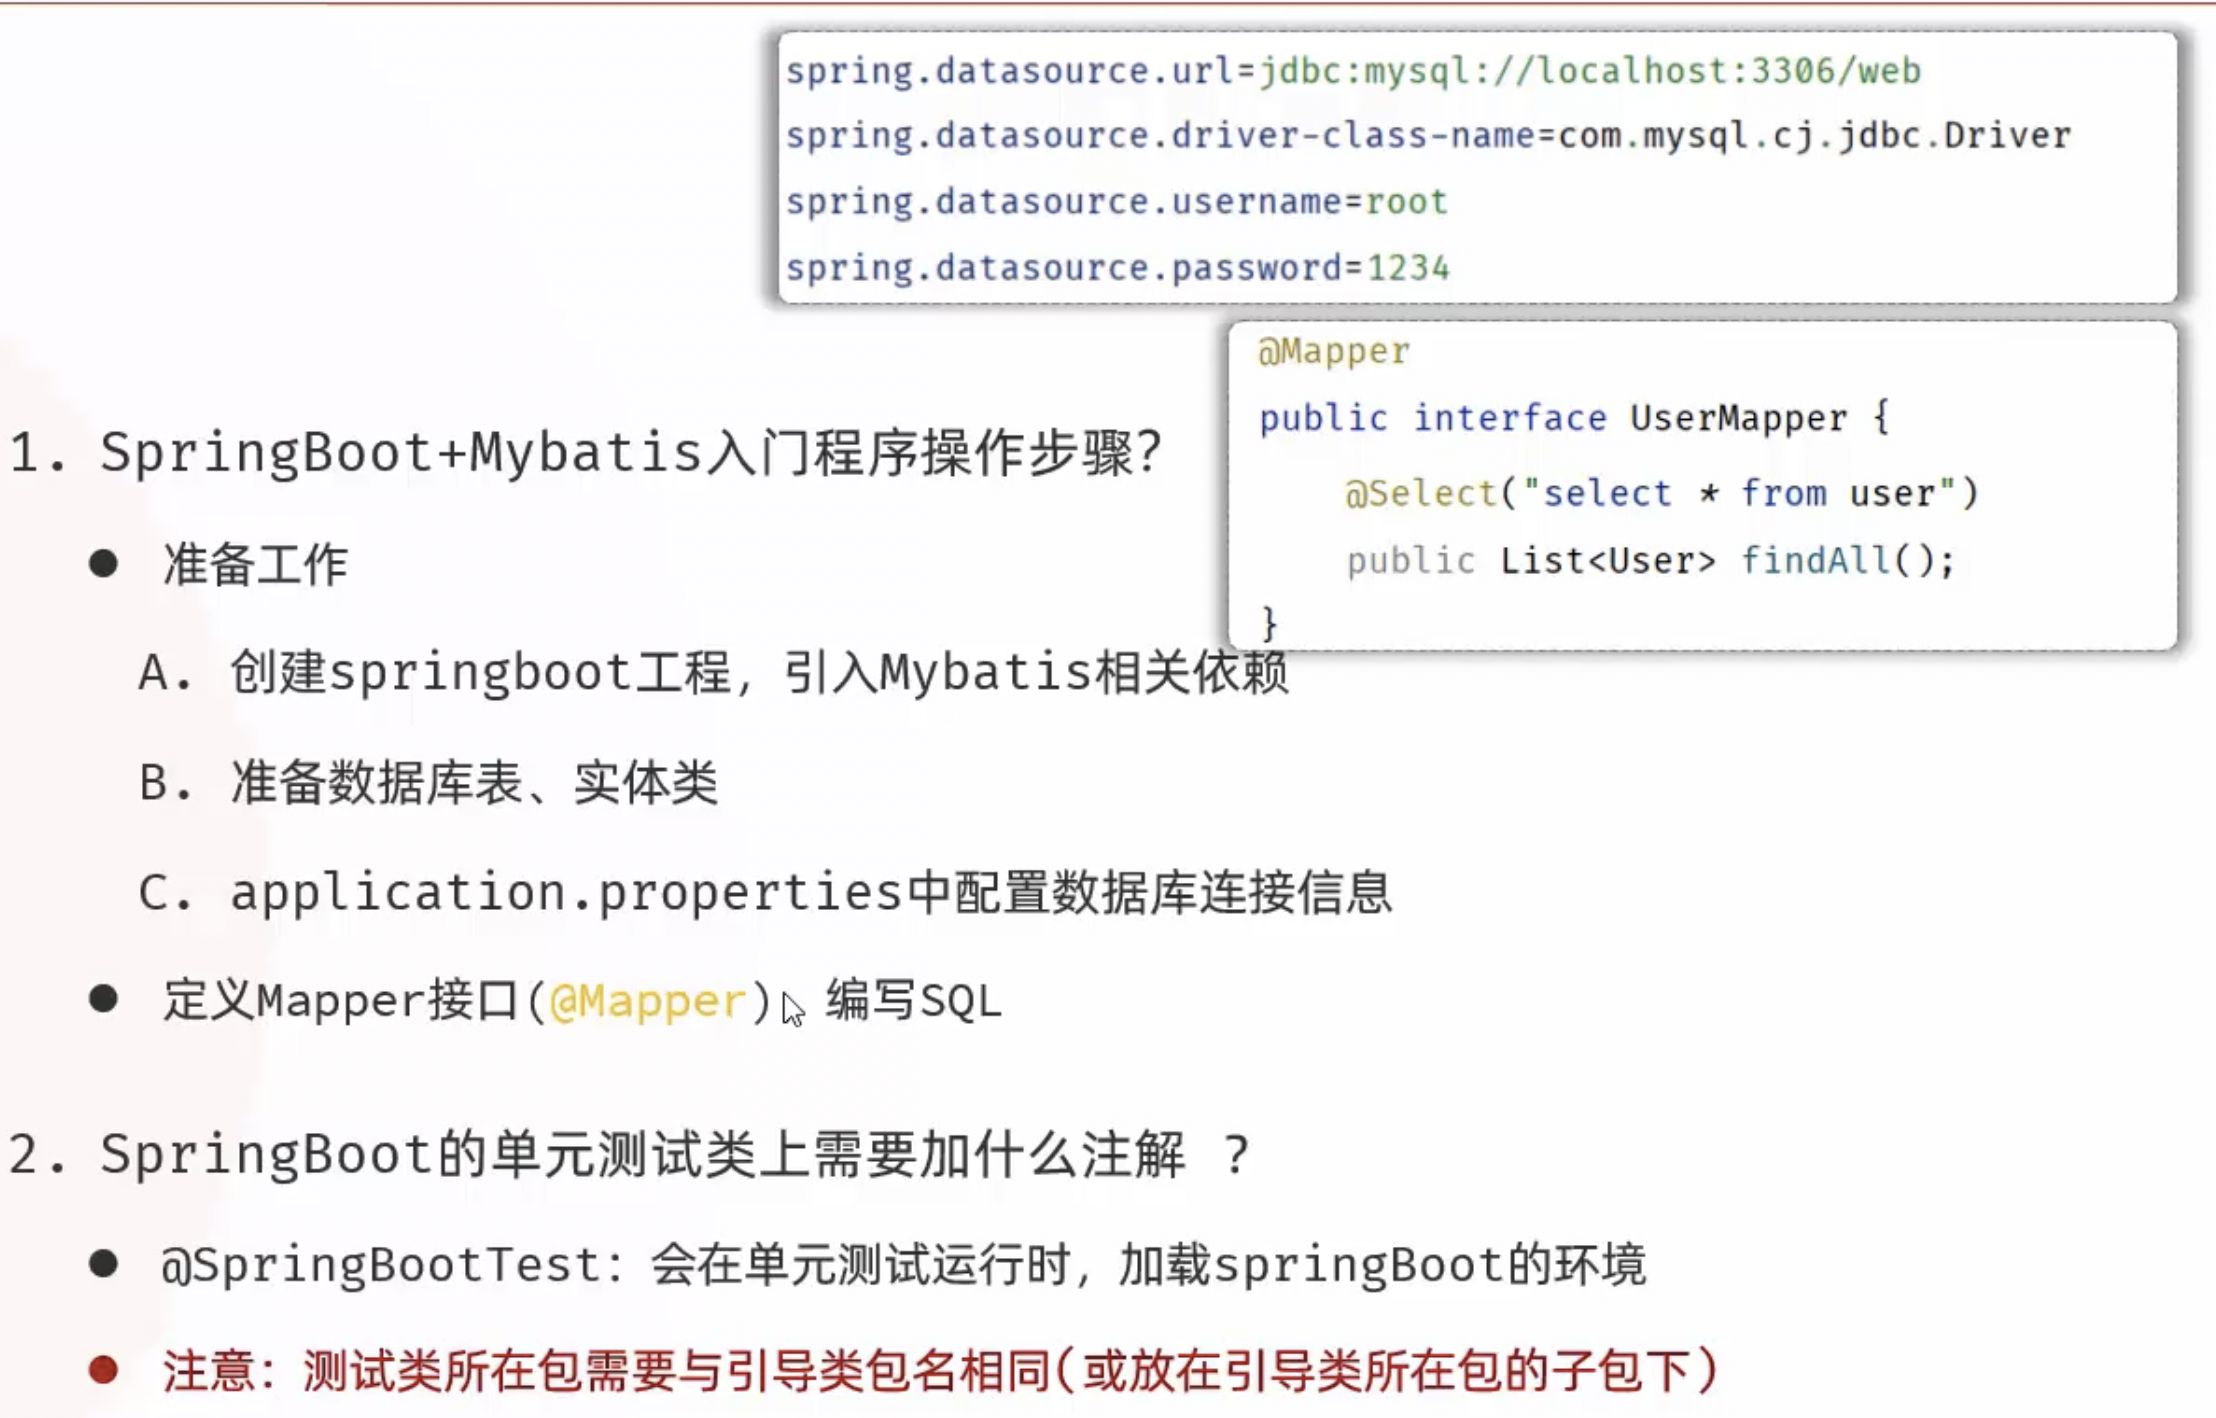 spring.datasource.url=jdbc:mysql://localhost:3306/web
spring.datasource.driver-class-name=com.mysql.cj.jdbc.Driver
spring.datasource.username=root
spring.datasource.password=1234
@Mapper
public interface UserMapper {
@Select("select * from user")
public List<User> findAll();
}
1. SpringBoot+Mybatis入门程序操作步骤?
● 准备工作
A. 创建springboot工程，引入Mybatis相关依赖
B. 准备数据库表、实体类
C. application.properties中配置数据库连接信息
● 定义Mapper接口(@Mapper) 编写SQL
2. SpringBoot的单元测试类上需要加什么注解 ?
● @SpringBootTest：会在单元测试运行时，加载springBoot的环境
● 注意：测试类所在包需要与引导类包名相同(或放在引导类所在包的子包下)